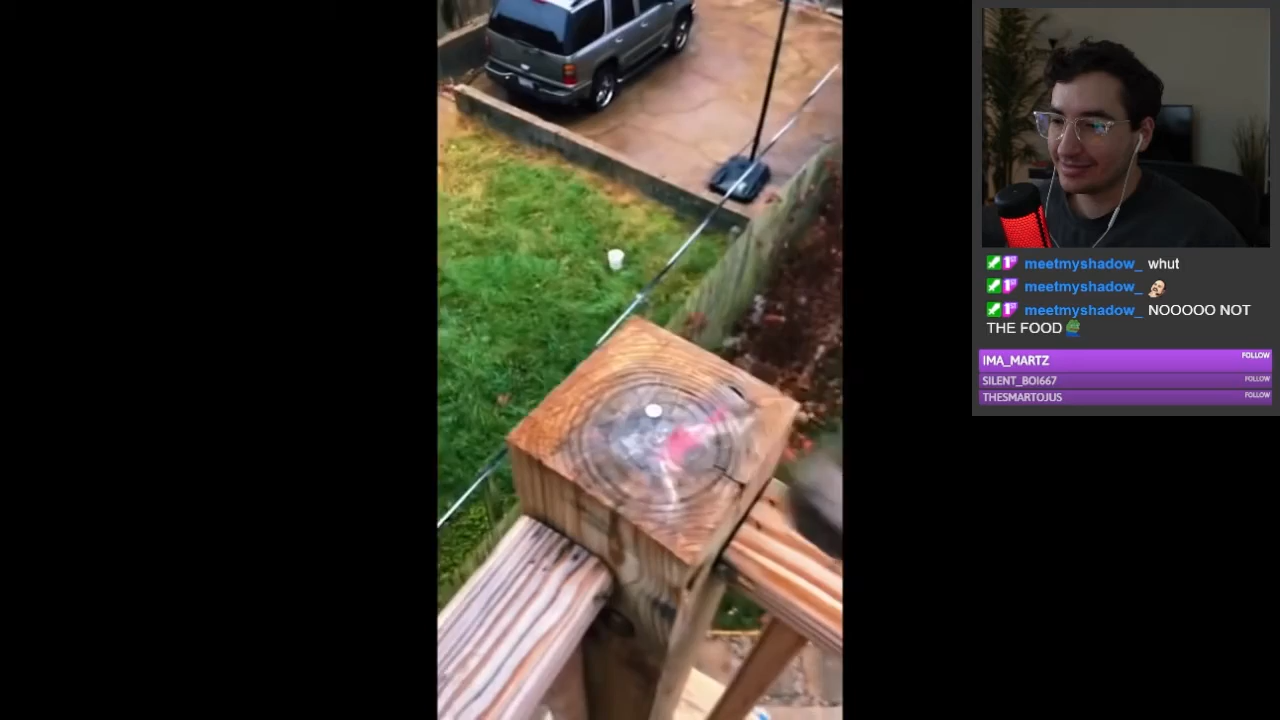 meetmyshadow_ whut
meetmyshadow_
meetmyshadow_ NOOOOO NOT
THE FOOD
IMA_MARTZ FOLLOW
SILENT_BOI667 FOLLOW
THESMARTOJUS FOLLOW